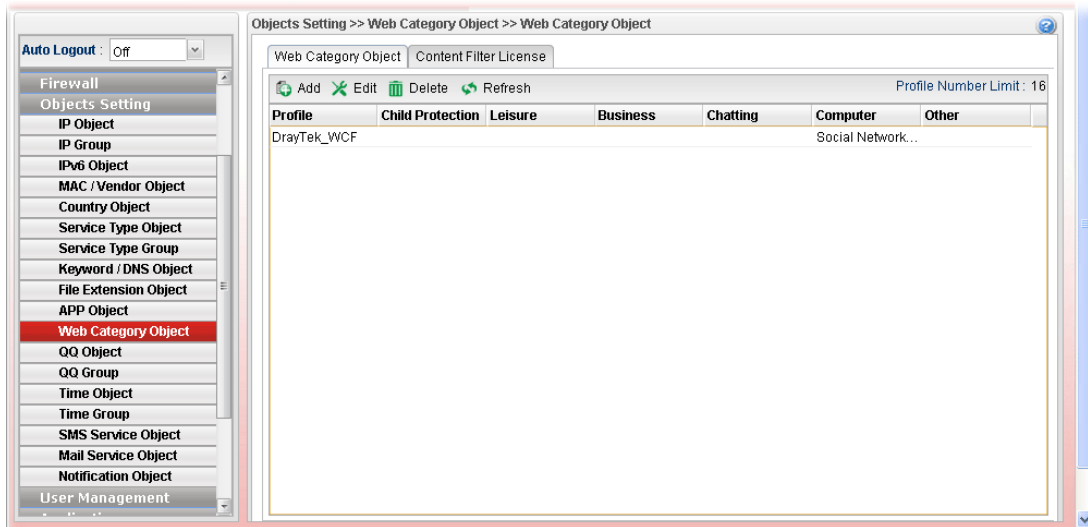 Objects Setting >> Web Category Object >> Web Category Object
Auto Logout : Off
Firewall
Objects Setting
IP Object
IP Group
IPv6 Object
MAC / Vendor Object
Country Object
Service Type Object
Service Type Group
Keyword / DNS Object
File Extension Object
APP Object
Web Category Object
QQ Object
QQ Group
Time Object
Time Group
SMS Service Object
Mail Service Object
Notification Object
User Management
Web Category Object Content Filter License
Add Edit Delete Refresh Profile Number Limit : 16
Profile Child Protection Leisure Business Chatting Computer Other
DrayTek_WCF Social Network...